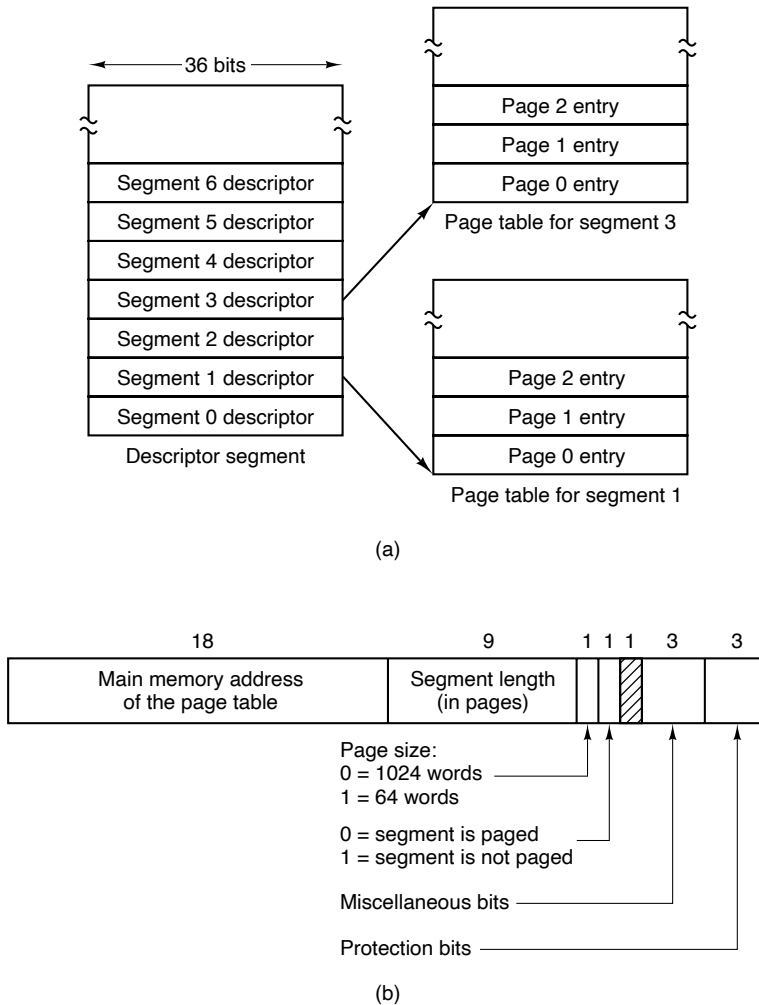 36 bits
Segment 6 descriptor
Segment 5 descriptor
Segment 4 descriptor
Segment 3 descriptor
Segment 2 descriptor
Segment 1 descriptor
Segment 0 descriptor
Descriptor segment
Page 2 entry
Page 1 entry
Page 0 entry
Page table for segment 3
Page 2 entry
Page 1 entry
Page 0 entry
Page table for segment 1
(a)
18 9 1 1 1 3 3
Main memory address
of the page table
Segment length
(in pages)
Page size:
0 = 1024 words
1 = 64 words
0 = segment is paged
1 = segment is not paged
Miscellaneous bits
Protection bits
(b)